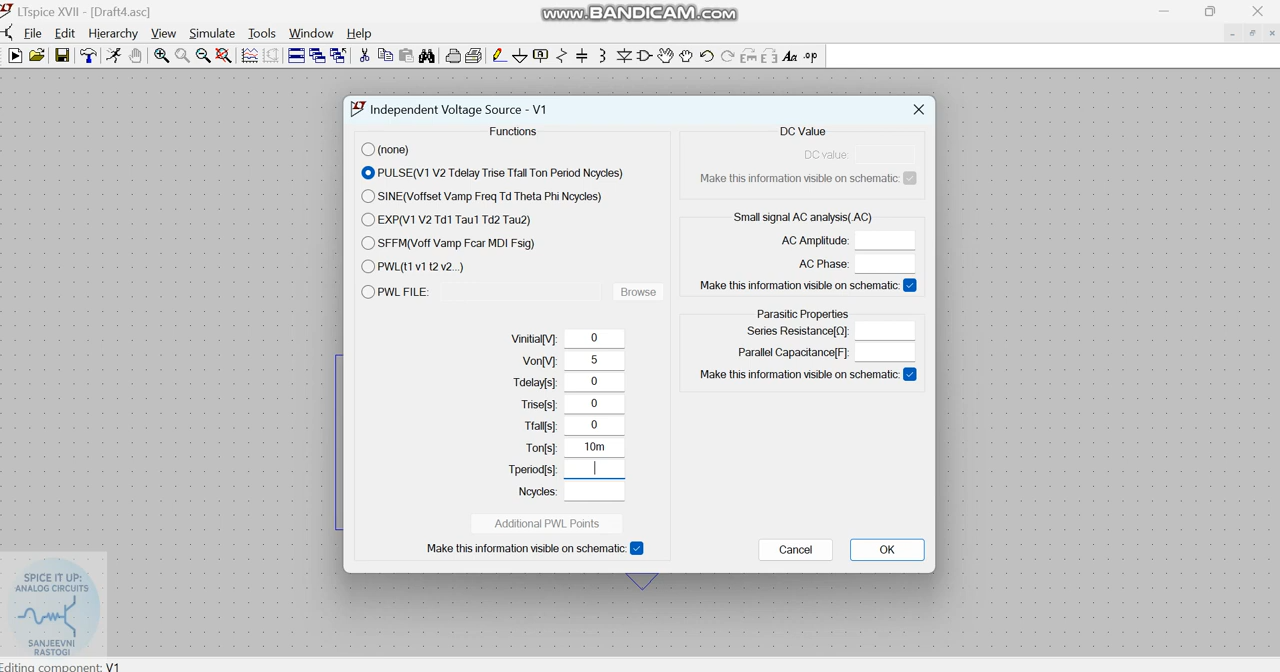 LTspice XVII - [Draft4.asc]
www.BANDICAM.com
File Edit Hierarchy View Simulate Tools Window Help
Independent Voltage Source - V1
Functions
(none)
PULSE(V1 V2 Tdelay Trise Tfall Ton Period Ncycles)
SINE(Voffset Vamp Freq Td Theta Phi Ncycles)
EXP(V1 V2 Td1 Tau1 Td2 Tau2)
SFFM(Voff Vamp Fcar MDI Fsig)
PWL(t1 v1 t2 v2...)
PWL FILE: Browse
Vinitial[V]: 0
Von[V]: 5
Tdelay[s]: 0
Trise[s]: 0
Tfall[s]: 0
Ton[s]: 10m
Tperiod[s]:
Ncycles:
Additional PWL Points
Make this information visible on schematic:
DC Value
DC value:
Make this information visible on schematic:
Small signal AC analysis(.AC)
AC Amplitude:
AC Phase:
Make this information visible on schematic:
Parasitic Properties
Series Resistance[Ω]:
Parallel Capacitance[F]:
Make this information visible on schematic:
Cancel OK
SPICE IT UP:
ANALOG CIRCUITS
SANJEEVNI
RASTOGI
Editing component: V1